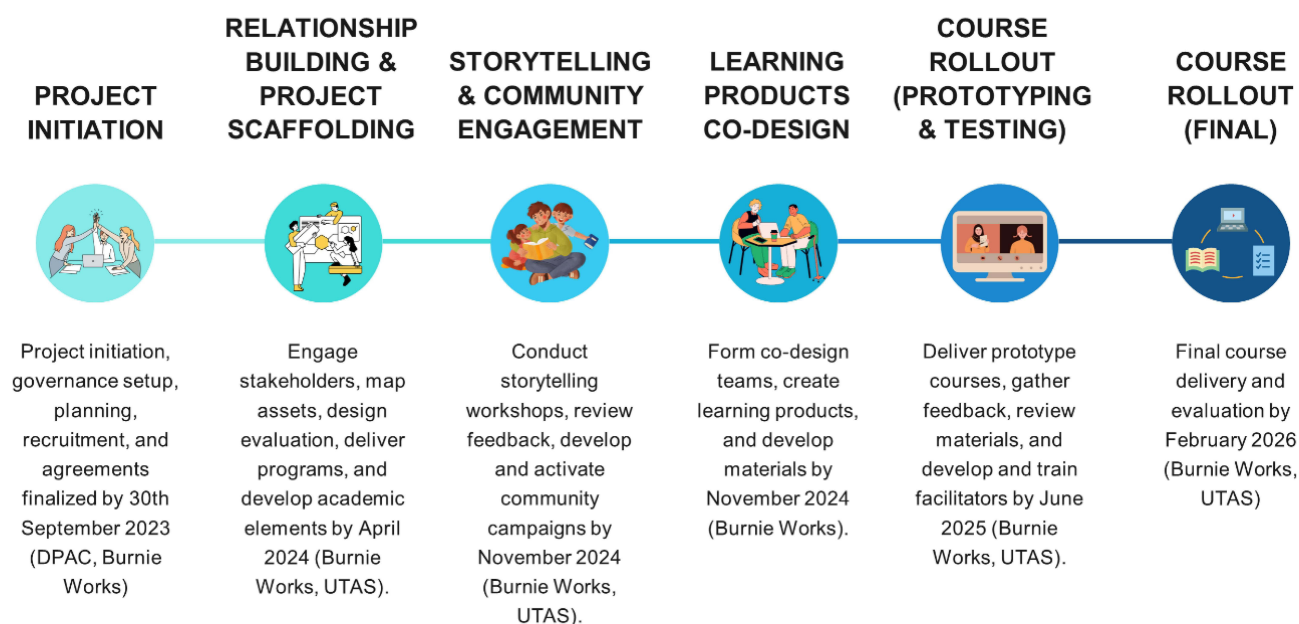 PROJECT
INITIATION
RELATIONSHIP
BUILDING &
PROJECT
SCAFFOLDING
STORYTELLING
& COMMUNITY
ENGAGEMENT
LEARNING
PRODUCTS
CO-DESIGN
COURSE
ROLLOUT
(PROTOTYPING
& TESTING)
COURSE
ROLLOUT
(FINAL)
Project initiation,
governance setup,
planning,
recruitment, and
agreements
finalized by 30th
September 2023
(DPAC, Burnie
Works)
Engage
stakeholders, map
assets, design
evaluation, deliver
programs, and
develop academic
elements by April
2024 (Burnie
Works, UTAS).
Conduct
storytelling
workshops, review
feedback, develop
and activate
community
campaigns by
November 2024
(Burnie Works,
UTAS).
Form co-design
teams, create
learning products,
and develop
materials by
November 2024
(Burnie Works).
Deliver prototype
courses, gather
feedback, review
materials, and
develop and train
facilitators by June
2025 (Burnie
Works, UTAS).
Final course
delivery and
evaluation by
February 2026
(Burnie Works,
UTAS)